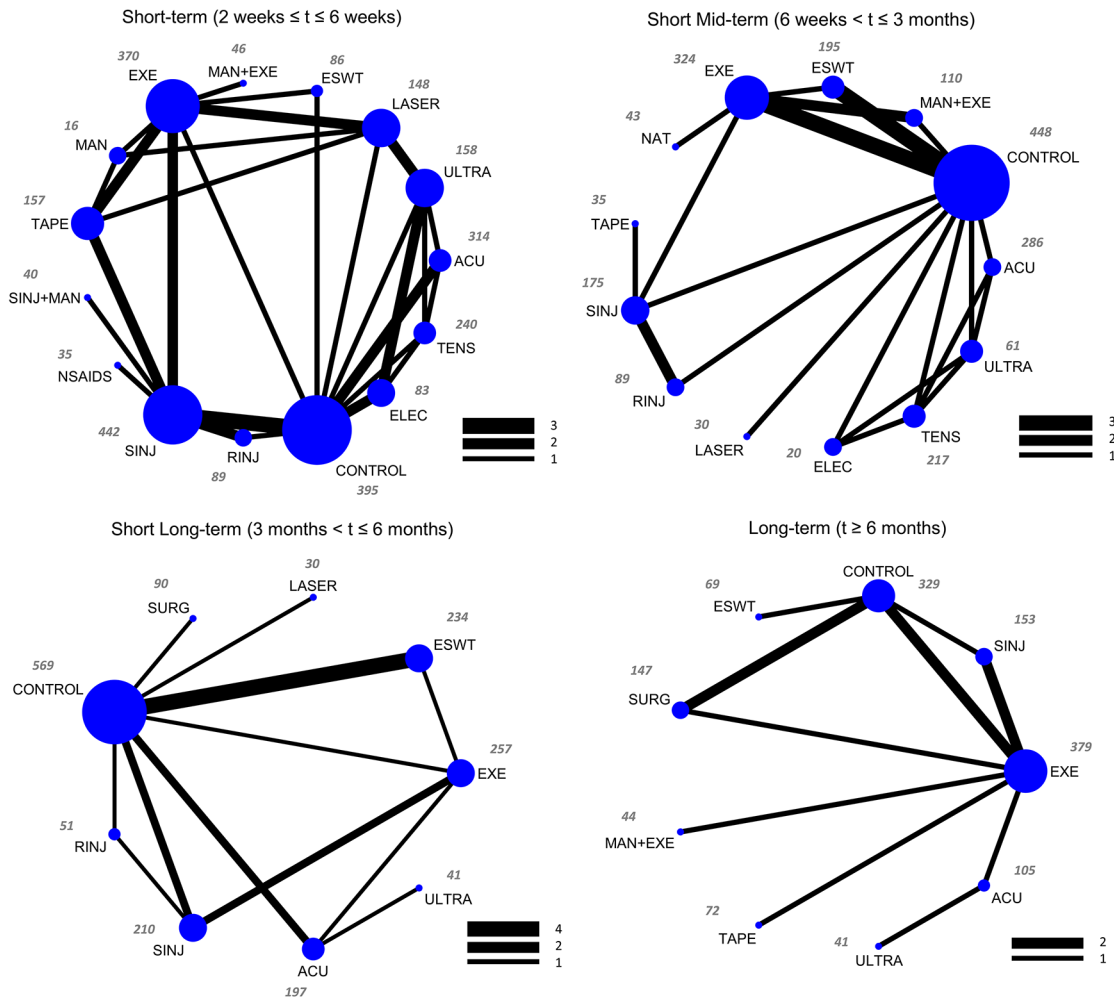 Short-term (2 weeks ≤ t ≤ 6 weeks)
370
EXE
46
MAN+EXE
86
ESWT
148
LASER
16
MAN
158
ULTRA
157
TAPE
314
ACU
40
SINJ+MAN
240
TENS
35
NSAIDS
83
ELEC
442
SINJ
89
RINJ
CONTROL
395
3
2
1
Short Mid-term (6 weeks < t ≤ 3 months)
324
EXE
195
ESWT
110
MAN+EXE
43
NAT
448
CONTROL
35
TAPE
286
ACU
175
SINJ
61
ULTRA
89
RINJ
30
LASER
20
ELEC
TENS
217
3
2
1
Short Long-term (3 months < t ≤ 6 months)
90
SURG
30
LASER
234
ESWT
569
CONTROL
257
EXE
51
RINJ
41
ULTRA
210
SINJ
ACU
197
4
2
1
Long-term (t ≥ 6 months)
CONTROL
329
69
ESWT
153
SINJ
147
SURG
379
EXE
44
MAN+EXE
105
ACU
72
TAPE
41
ULTRA
2
1